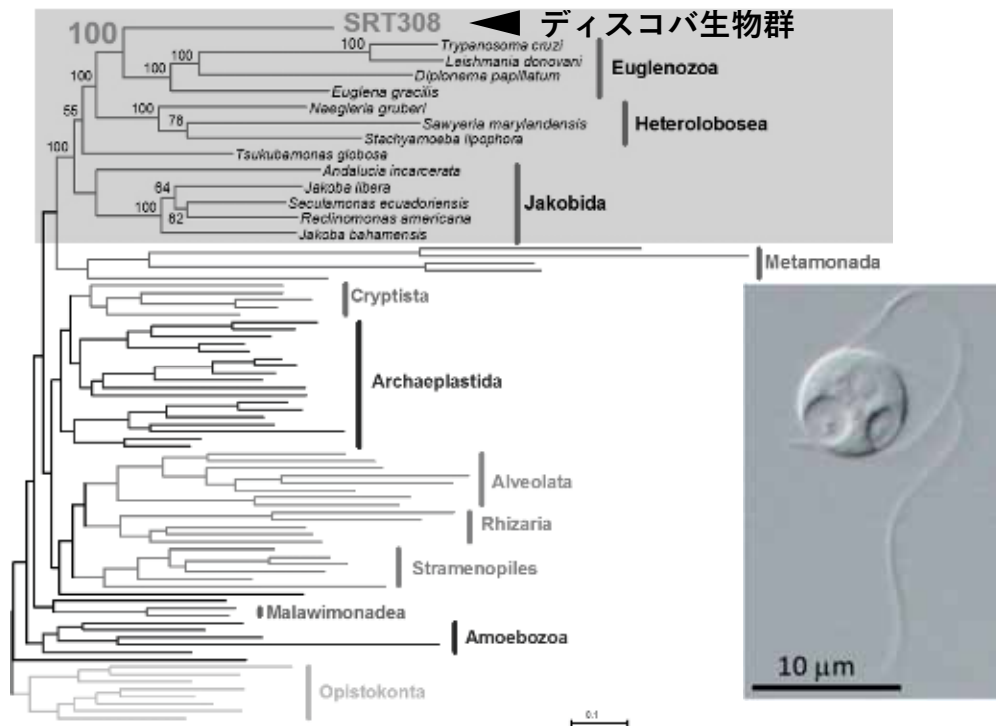 100
SRT308
ディスコバ生物群
100
Trypanosoma cruzi
Leishmania donovani
100
Diplonema papillatum
100
Euglena gracilis
Euglenozoa
100
100
Naegleria gruberi
78
Sawyeria marylandensis
Stachyamoeba lipophora
Heterolobosea
55
Tsukubamonas globosa
100
Andalucia incarcerata
64
Jakoba libera
Seculamonas ecuadoriensis
100
82
Reclinomonas americana
Jakoba bahamensis
Jakobida
Metamonada
Cryptista
Archaeplastida
Alveolata
Rhizaria
Stramenopiles
Malawimonadea
Amoebozoa
Opistokonta
0.1
10 μm